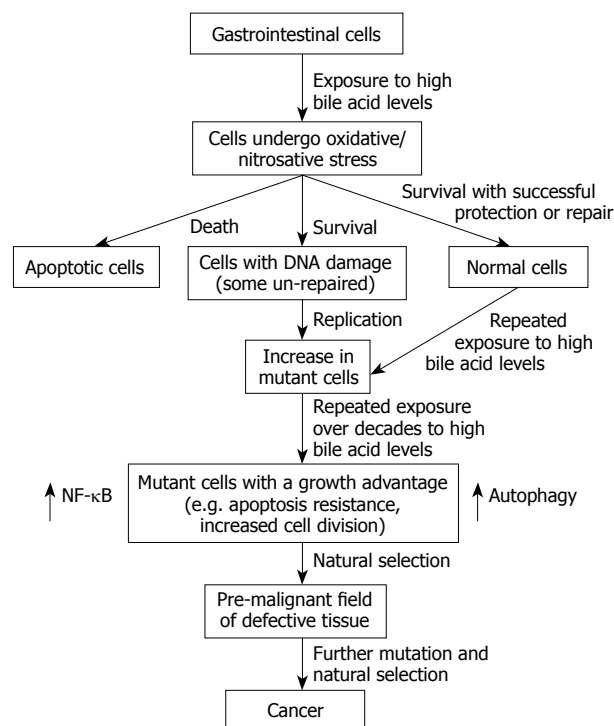 Gastrointestinal cells
Exposure to high
bile acid levels
Cells undergo oxidative/
nitrosative stress
Survival with successful
protection or repair
Death
Survival
Apoptotic cells
Cells with DNA damage
(some un-repaired)
Normal cells
Replication
Repeated
exposure to high
bile acid levels
Increase in
mutant cells
Repeated exposure
over decades to high
bile acid levels
↑ NF-κB
Mutant cells with a growth advantage
(e.g. apoptosis resistance,
increased cell division)
↑ Autophagy
Natural selection
Pre-malignant field
of defective tissue
Further mutation and
natural selection
Cancer